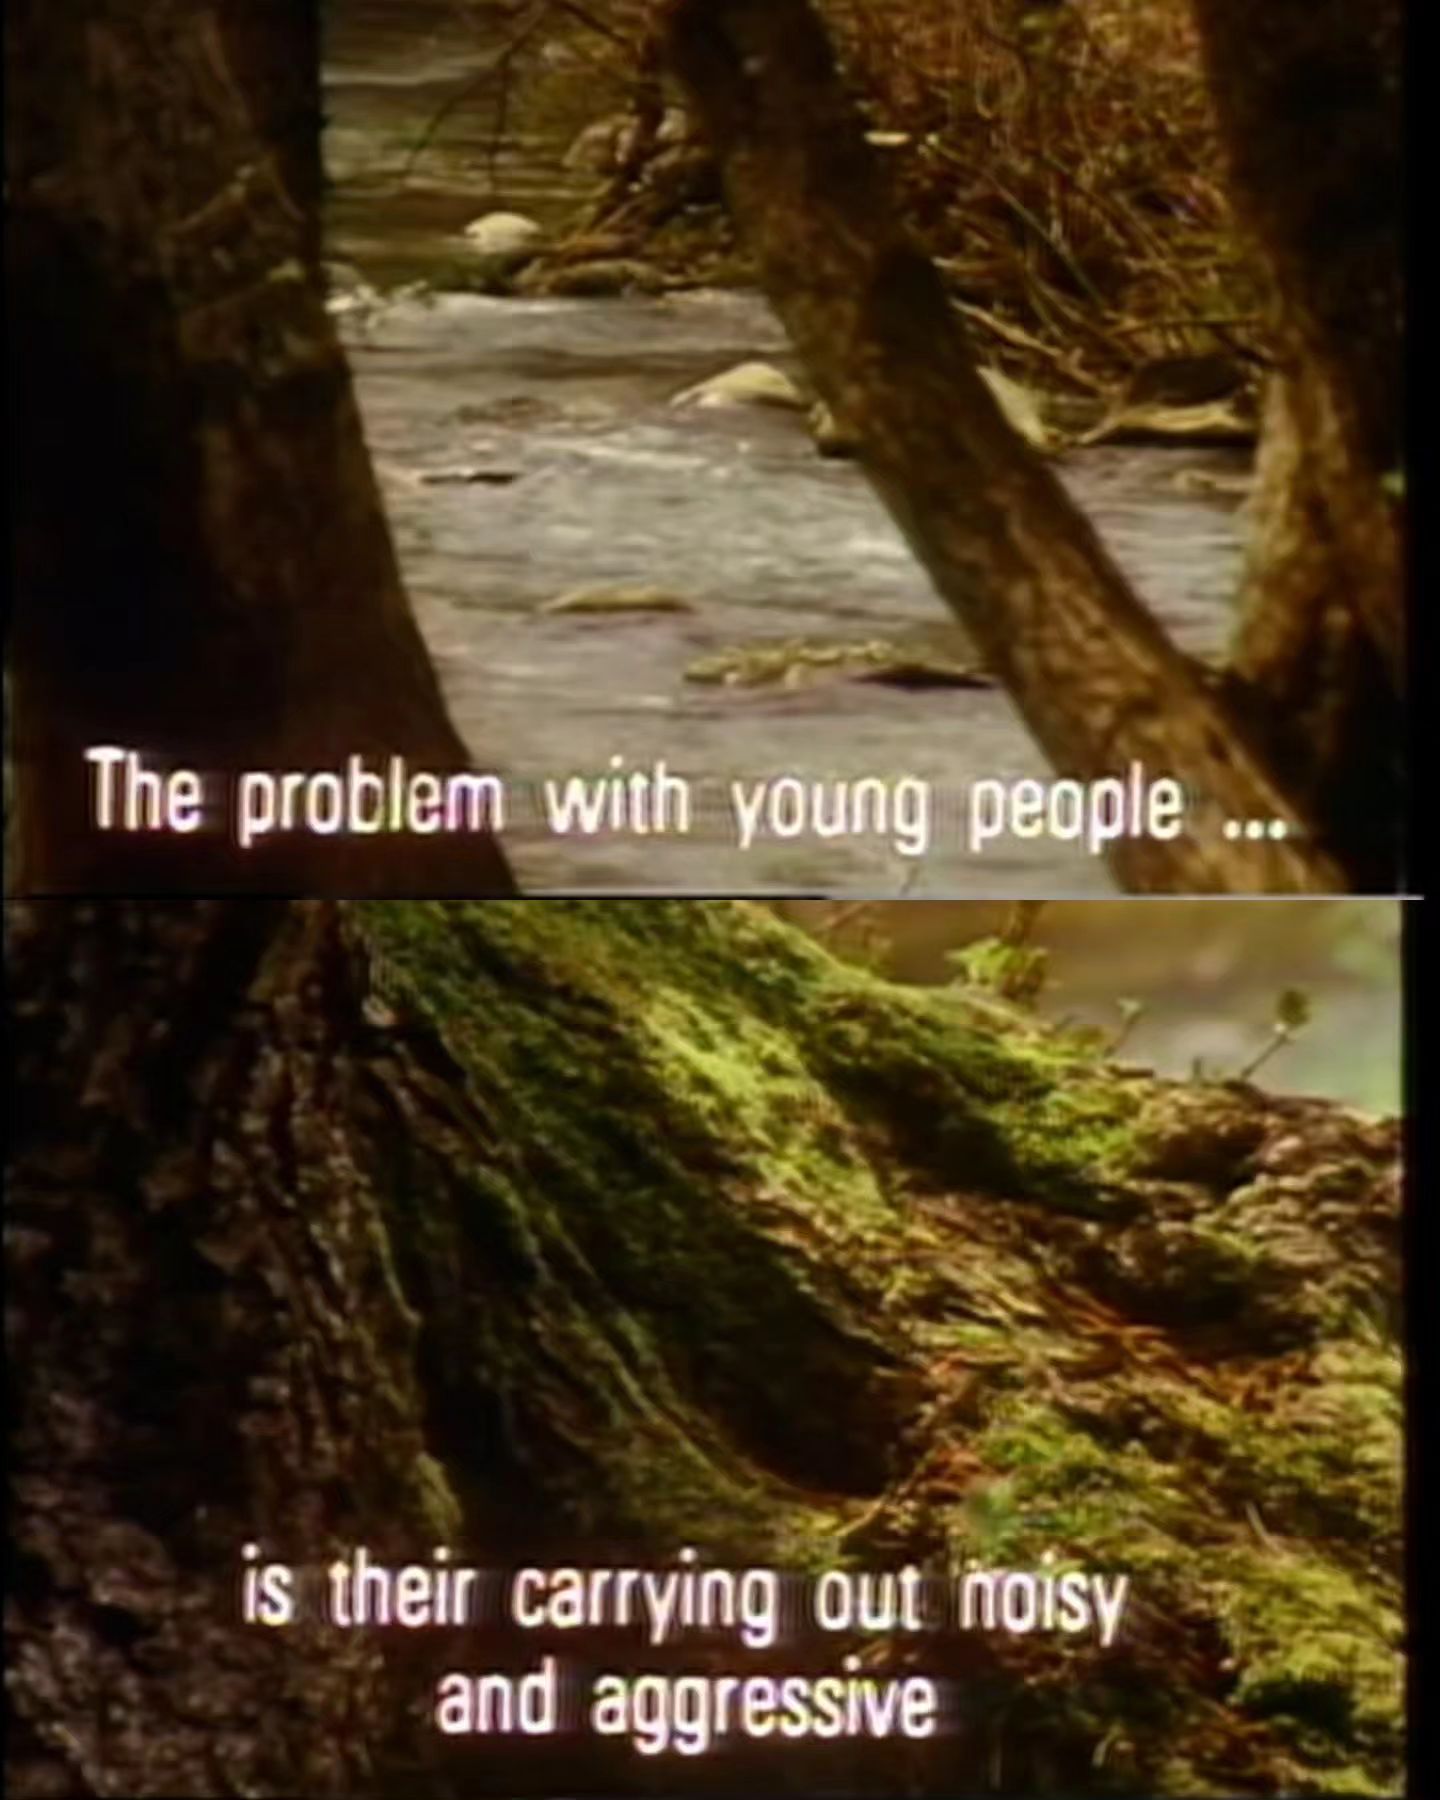 The problem with young people ...
is their carrying out noisy
and aggressive